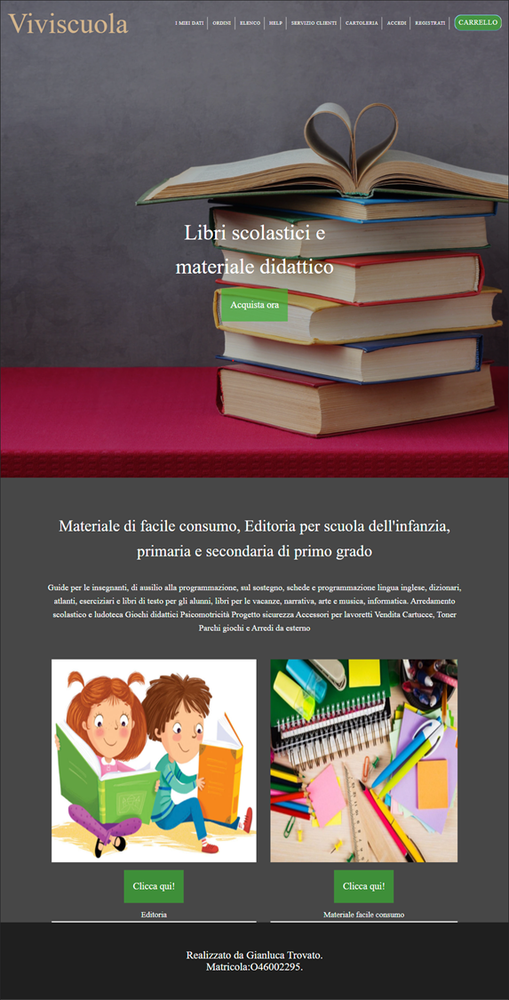 Viviscuola
I MIEI DATI
ORDINI
ELENCO
HELP
SERVIZIO CLIENTI
CARTOLERIA
ACCEDI
REGISTRATI
CARRELLO
Libri scolastici e
materiale didattico
Acquista ora
Materiale di facile consumo, Editoria per scuola dell'infanzia,
primaria e secondaria di primo grado
Guide per le insegnanti, di ausilio alla programmazione, sul sostegno, schede e programmazione lingua inglese, dizionari,
atlanti, eserciziari e libri di testo per gli alunni, libri per le vacanze, narrativa, arte e musica, informatica. Arredamento
scolastico e ludoteca Giochi didattici Psicomotricità Progetto sicurezza Accessori per lavoretti Vendita Cartucce, Toner
Parchi giochi e Arredi da esterno
Clicca qui!
Editoria
Clicca qui!
Materiale facile consumo
Realizzato da Gianluca Trovato.
Matricola:O46002295.